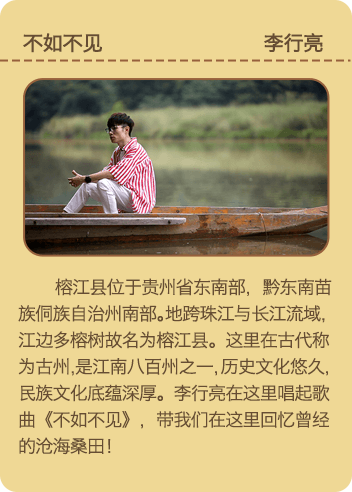 不如不见 李行亮
榕江县位于贵州省东南部，黔东南苗
族侗族自治州南部。地跨珠江与长江流域，
江边多榕树故名为榕江县。这里在古代称
为古州,是江南八百州之一,历史文化悠久,
民族文化底蕴深厚。李行亮在这里唱起歌
曲《不如不见》，带我们在这里回忆曾经
的沧海桑田！